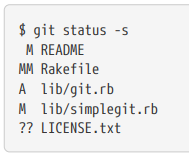 $ git status -s
 M README
MM Rakefile
A  lib/git.rb
M  lib/simplegit.rb
?? LICENSE.txt